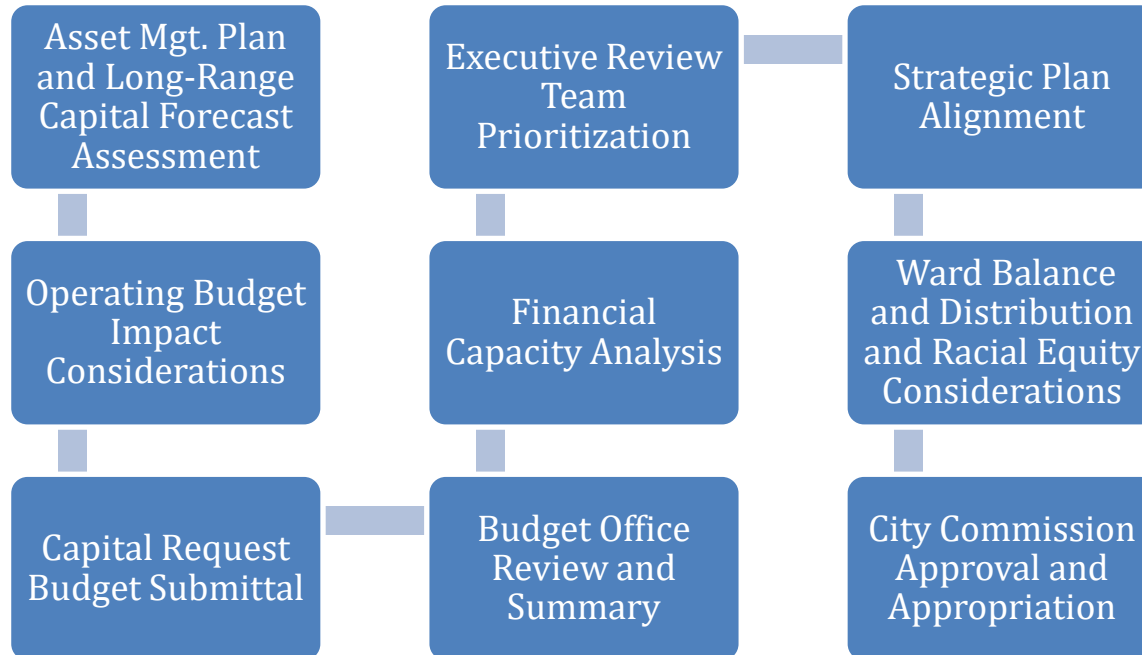 Asset Mgt. Plan
and Long-Range
Capital Forecast
Assessment
Operating Budget
Impact
Considerations
Capital Request
Budget Submittal
Budget Office
Review and
Summary
Financial
Capacity Analysis
Executive Review
Team
Prioritization
Strategic Plan
Alignment
Ward Balance
and Distribution
and Racial Equity
Considerations
City Commission
Approval and
Appropriation